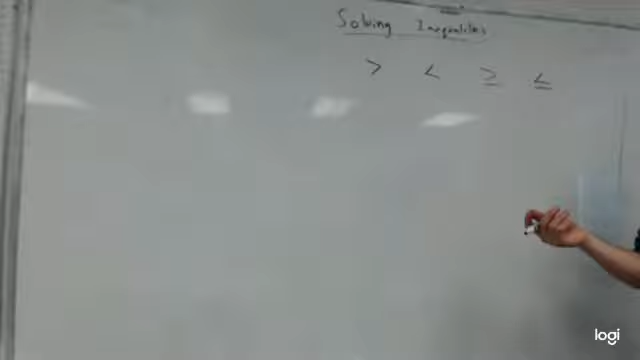 Solving Inequalities
> < ≥ ≤
logi